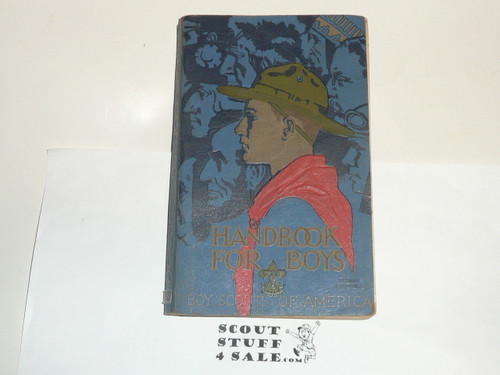 HANDBOOK
FOR BOYS
BOY SCOUTS OF AMERICA
SCOUT
STUFF
4 SALE.com